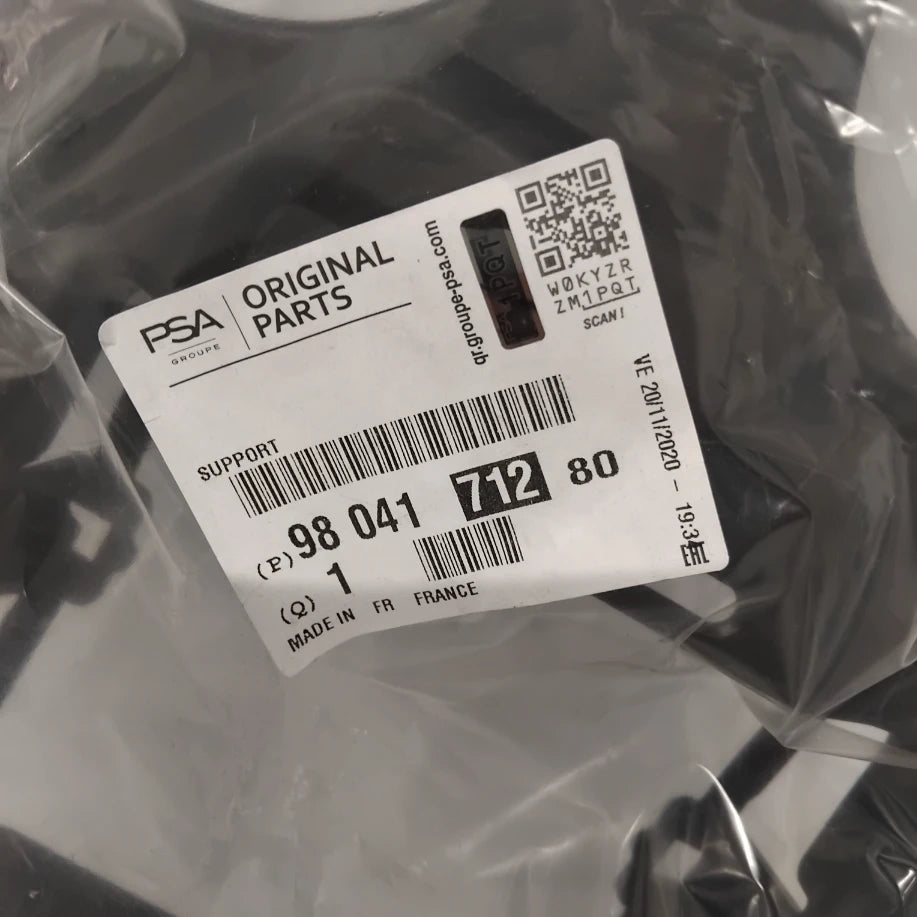 PSA
GROUPE
ORIGINAL
PARTS
qr.groupe-psa.com
W0KYZR
ZM1PQT
SCAN!
SUPPORT
(P) 98 041 712 80
(Q) 1
MADE IN FR FRANCE
VE 20/11/2020 - 19:3